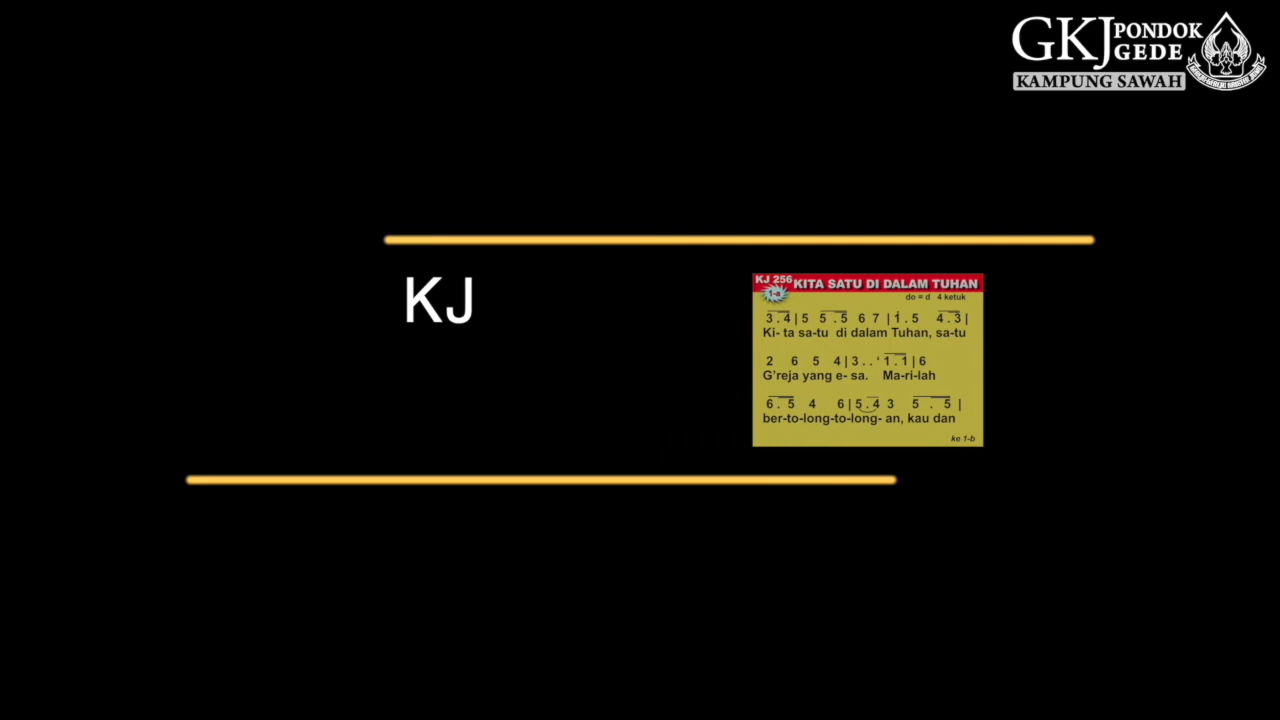 GKJ PONDOK GEDE
KAMPUNG SAWAH
KJ
KJ 256 KITA SATU DI DALAM TUHAN
1-a
do = d 4 ketuk
3 . 4 | 5 5 . 5 6 7 | 1 . 5 4 . 3 |
Ki- ta sa-tu di dalam Tuhan, sa-tu
2 6 5 4 | 3 . . ' 1 . 1 | 6
G'reja yang e- sa. Ma-ri-lah
6 . 5 4 6 | 5 . 4 3 5 . 5 |
ber-to-long-to-long- an, kau dan
ke 1-b